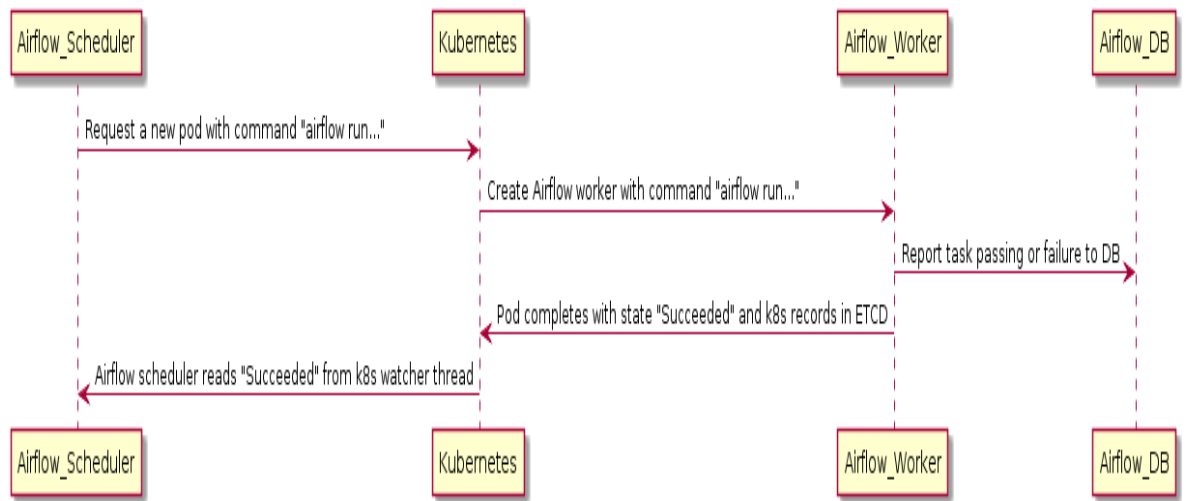 Airflow_Scheduler
Kubernetes
Airflow_Worker
Airflow_DB
Request a new pod with command "airflow run..."
Create Airflow worker with command "airflow run..."
Report task passing or failure to DB
Pod completes with state "Succeeded" and k8s records in ETCD
Airflow scheduler reads "Succeeded" from k8s watcher thread
Airflow_Scheduler
Kubernetes
Airflow_Worker
Airflow_DB